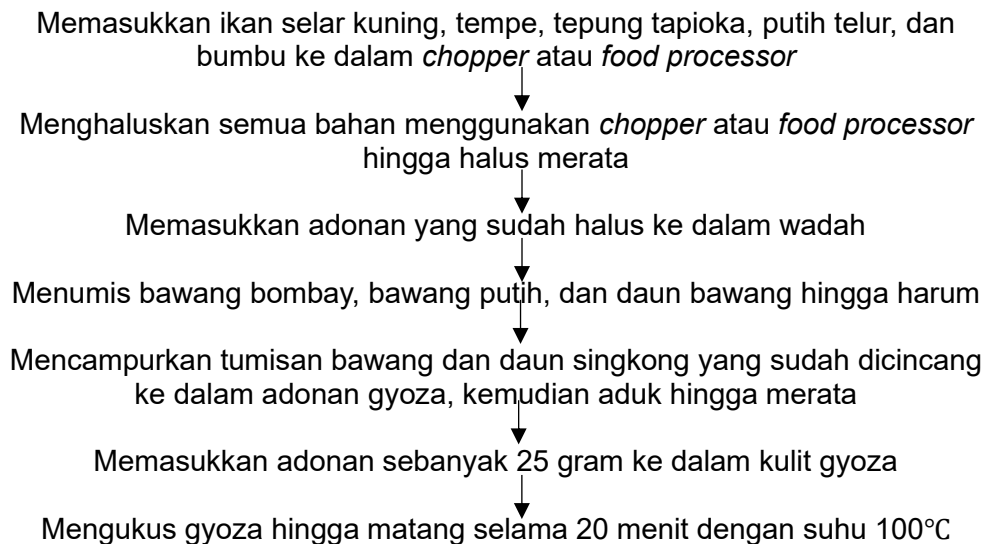 Memasukkan ikan selar kuning, tempe, tepung tapioka, putih telur, dan
bumbu ke dalam chopper atau food processor
Menghaluskan semua bahan menggunakan chopper atau food processor
hingga halus merata
Memasukkan adonan yang sudah halus ke dalam wadah
Menumis bawang bombay, bawang putih, dan daun bawang hingga harum
Mencampurkan tumisan bawang dan daun singkong yang sudah dicincang
ke dalam adonan gyoza, kemudian aduk hingga merata
Memasukkan adonan sebanyak 25 gram ke dalam kulit gyoza
Mengukus gyoza hingga matang selama 20 menit dengan suhu 100℃